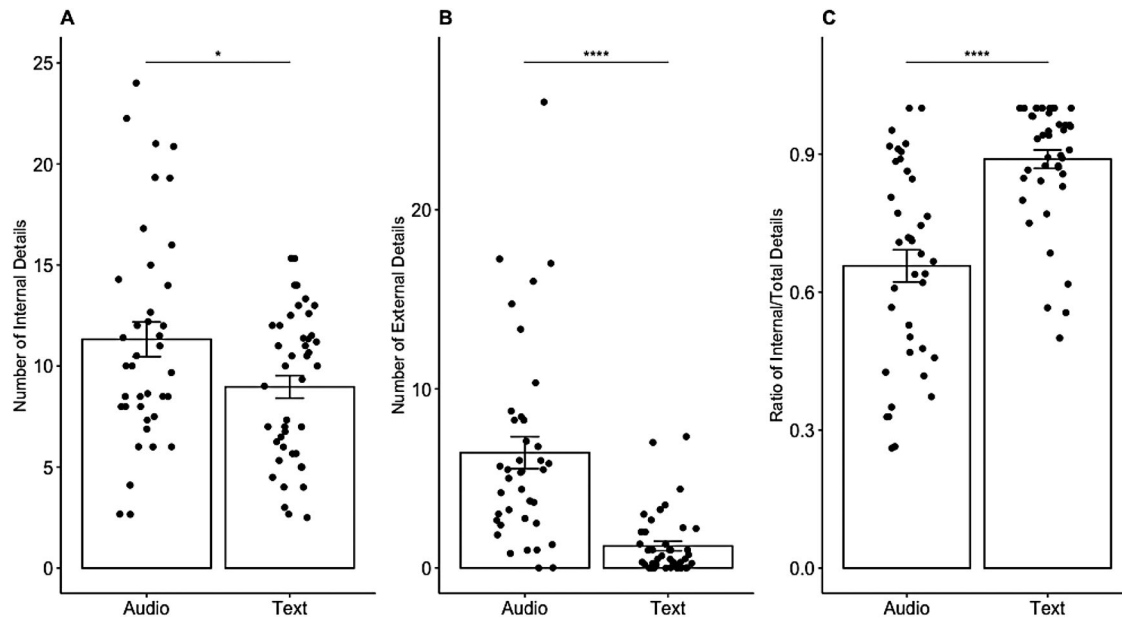 A
Number of Internal Details
25
20
15
10
5
0
*
Audio Text
B
Number of External Details
20
10
0
****
Audio Text
C
Ratio of Internal/Total Details
0.9
0.6
0.3
0.0
****
Audio Text